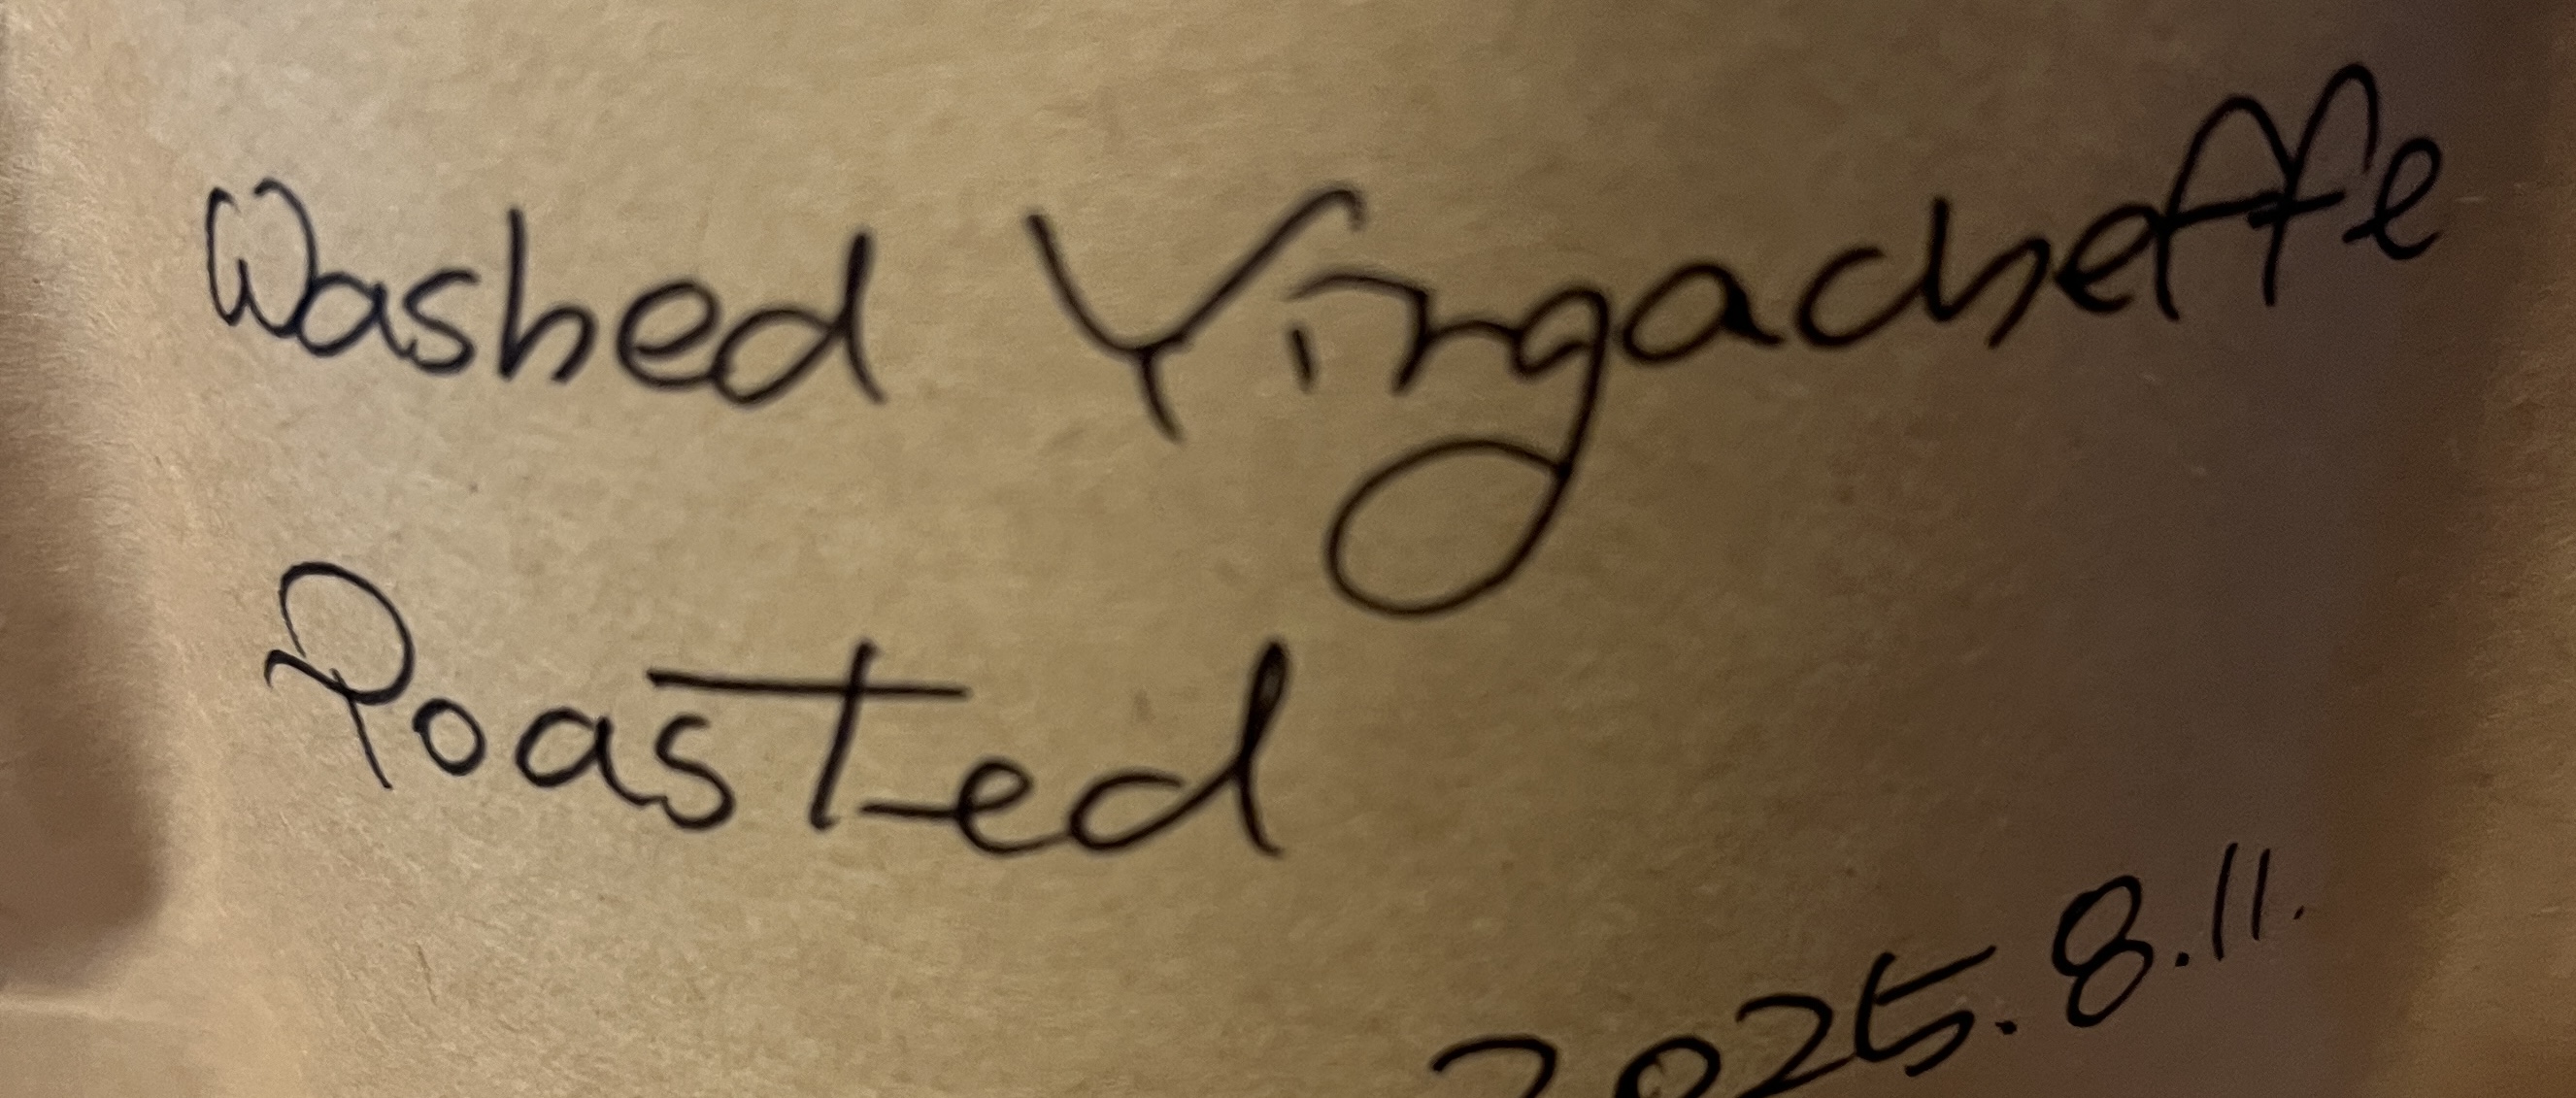 Washed Yirgacheffe
Roasted
2025.8.11.